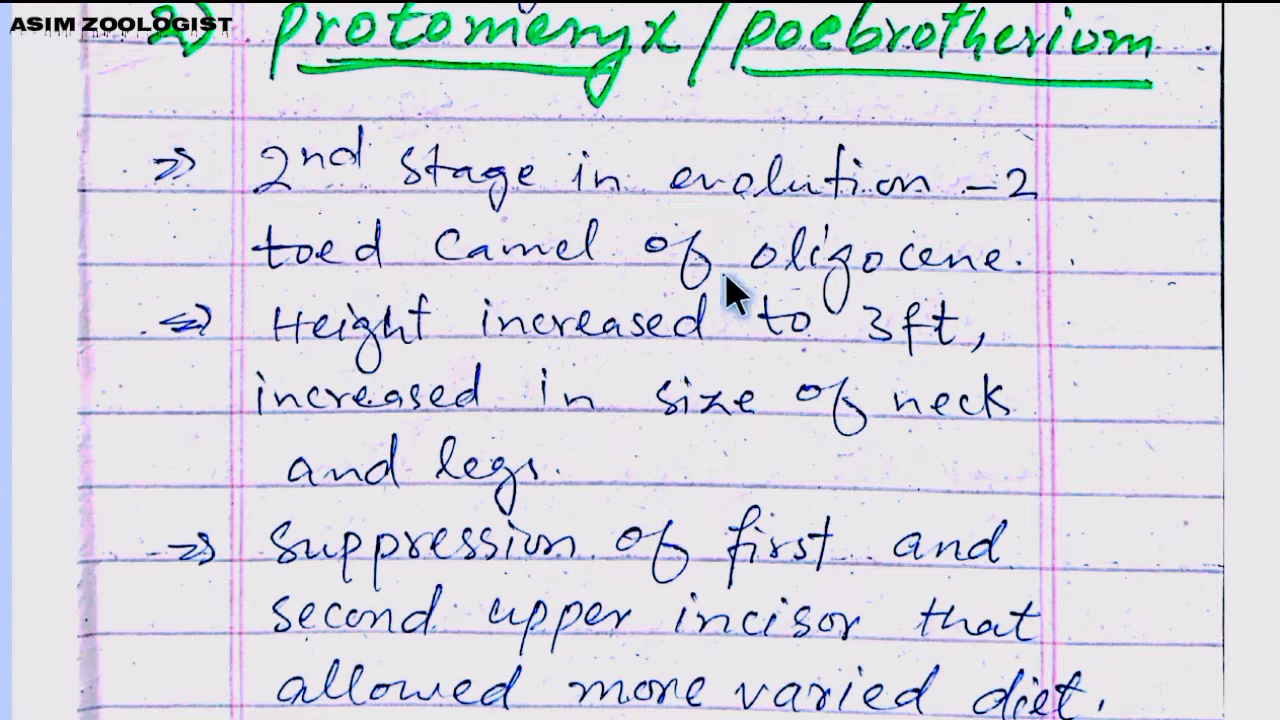 ASIM ZOOLOGIST
2) protomeryx/poebrotherium
⇒ 2nd stage in evolution - 2
toed camel of oligocene.
⇒ Height increased to 3ft,
increased in size of neck
and legs.
⇒ suppression of first and
second upper incisor that
allowed more varied diet.